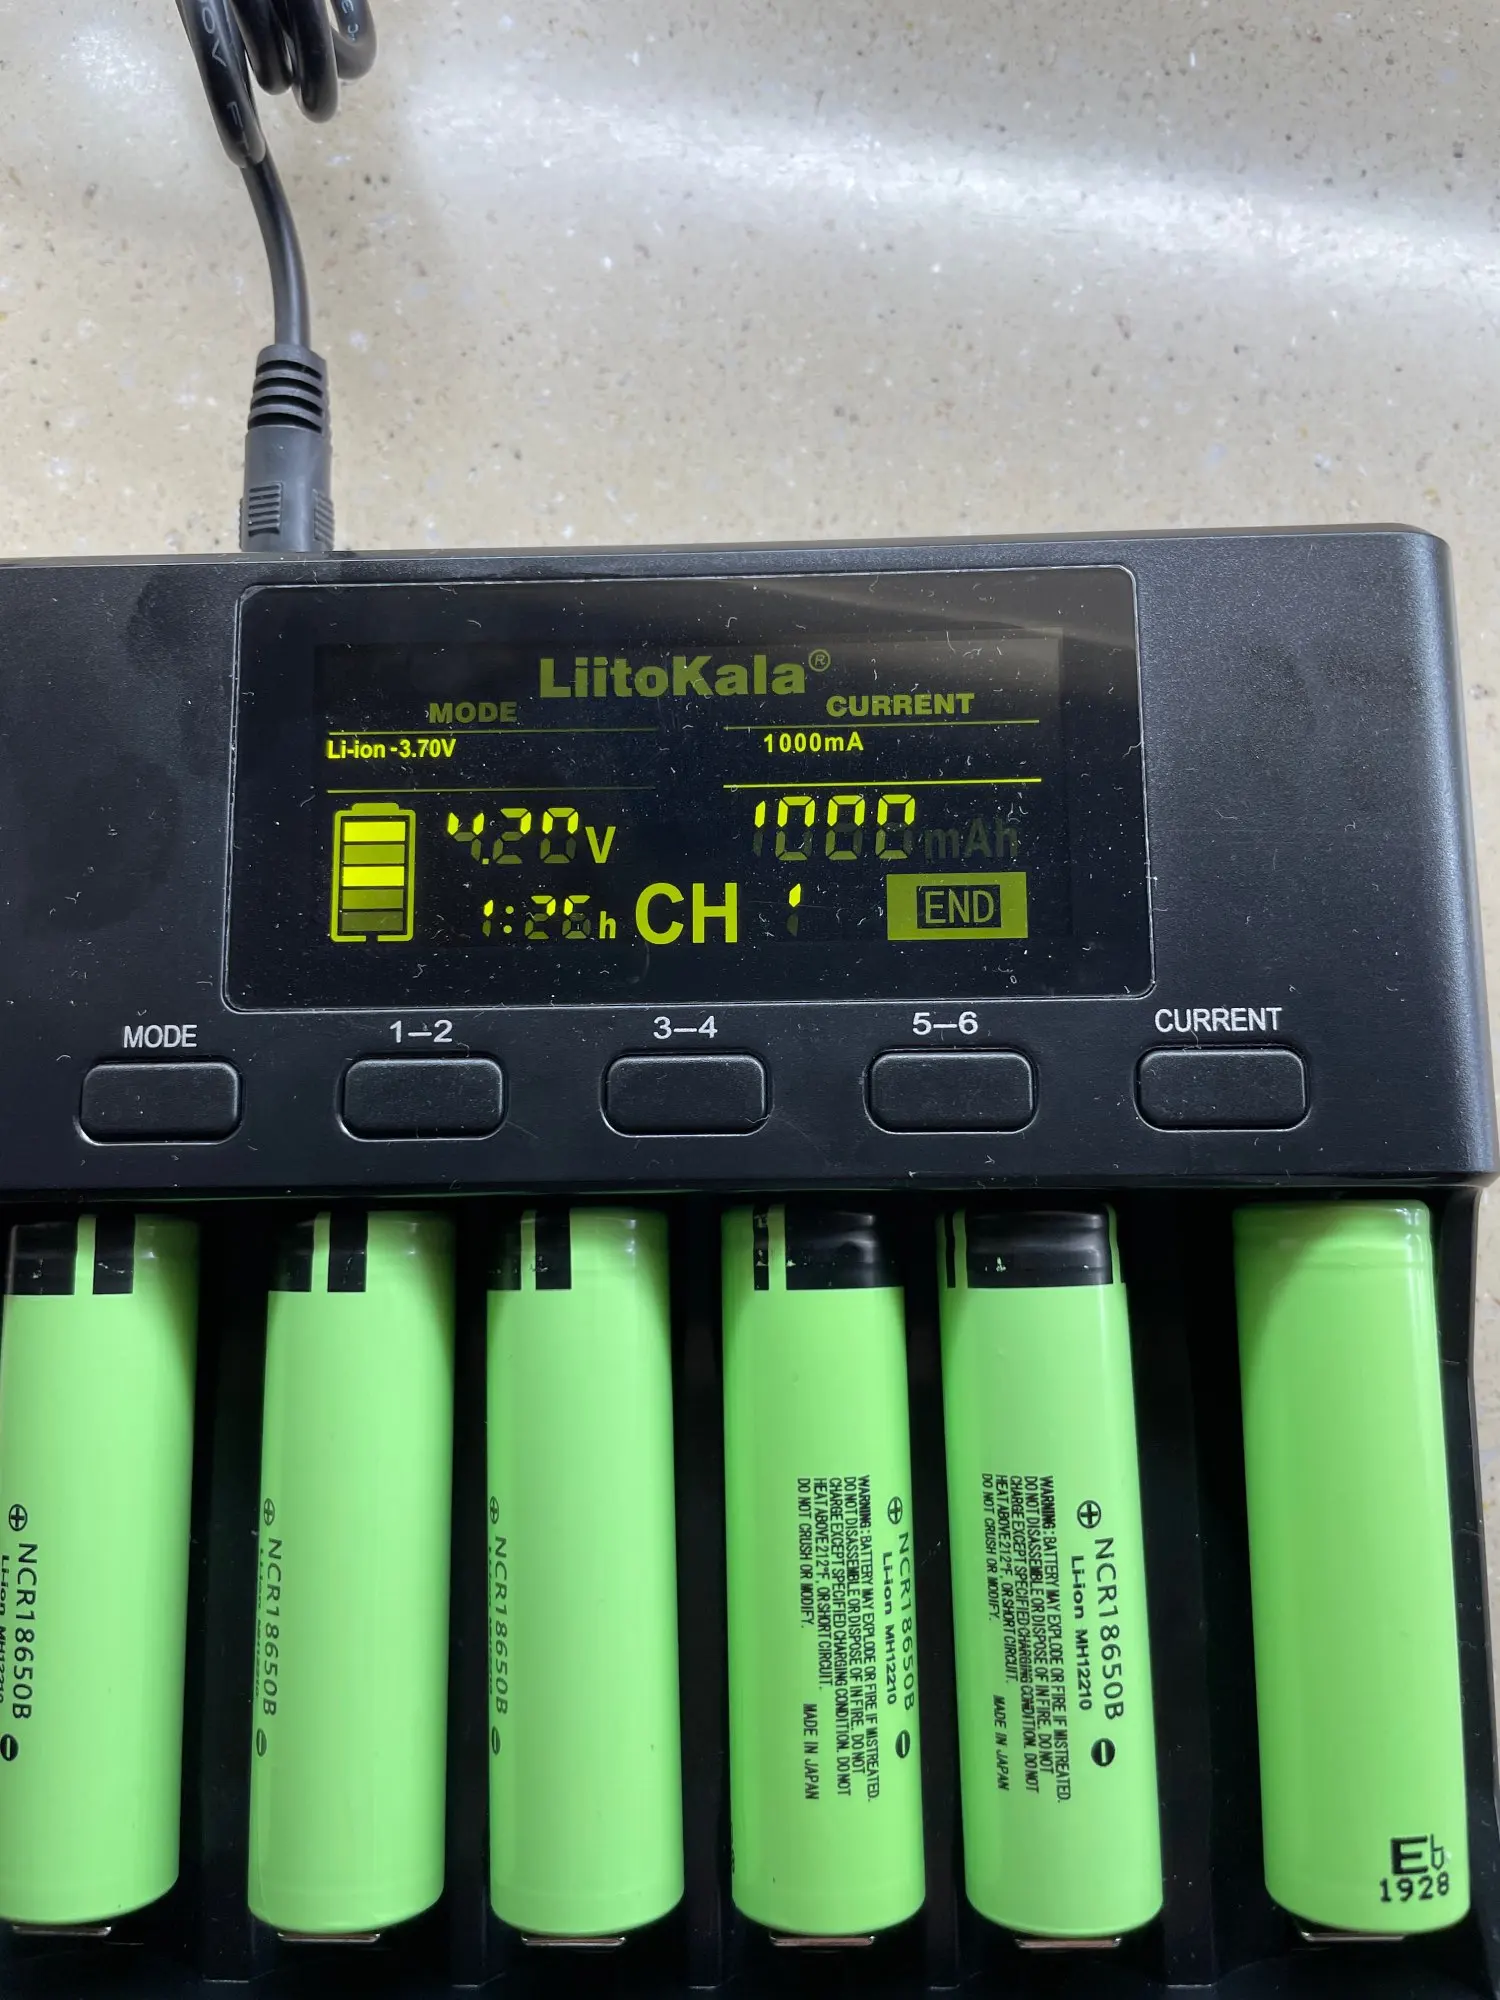 LiitoKala®
MODE
CURRENT
Li-ion -3.70V
1000mA
4.20V
1000mAh
1:26h
CH 1
END
MODE
1–2
3–4
5–6
CURRENT
⊕ NCR18650B ⊖
Li-ion MH12210
⊕ NCR18650B ⊖
⊕ NCR18650B ⊖
⊕ NCR18650B ⊖
Li-ion MH12210
WARNING: BATTERY MAY EXPLODE OR FIRE IF MISTREATED.
DO NOT DISASSEMBLE OR DISPOSE OF IN FIRE. DO NOT
CHARGE EXCEPT SPECIFIED CHARGING CONDITION. DO NOT
HEAT ABOVE 212°F, OR SHORT CIRCUIT.
DO NOT CRUSH OR MODIFY. MADE IN JAPAN
⊕ NCR18650B ⊖
Li-ion MH12210
WARNING: BATTERY MAY EXPLODE OR FIRE IF MISTREATED.
DO NOT DISASSEMBLE OR DISPOSE OF IN FIRE. DO NOT
CHARGE EXCEPT SPECIFIED CHARGING CONDITION. DO NOT
HEAT ABOVE 212°F, OR SHORT CIRCUIT.
DO NOT CRUSH OR MODIFY. MADE IN JAPAN
1928